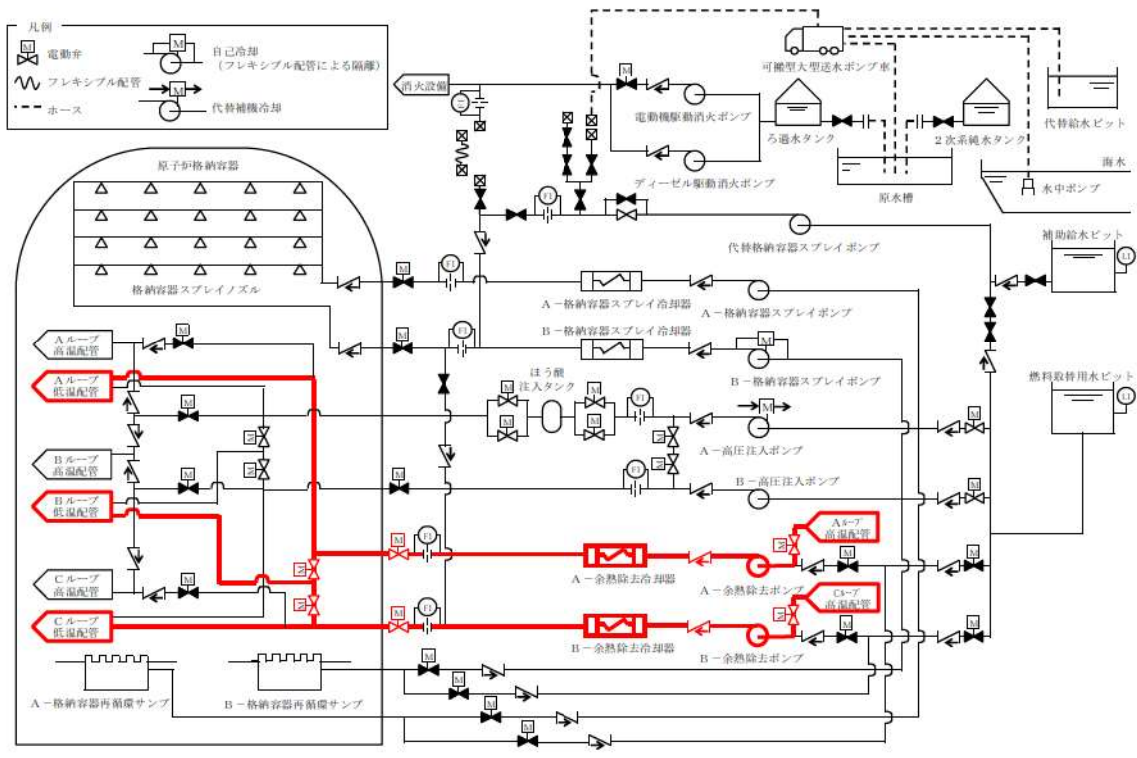 凡例
M
電動弁
フレキシブル配管
ホース
M
自己冷却
(フレキシブル配管による隔離)
M
代替補機冷却
消火設備
M
電動機駆動消火ポンプ
ディーゼル駆動消火ポンプ
可搬型大型送水ポンプ車
ろ過水タンク
2次系純水タンク
代替給水ピット
原水槽
海水
水中ポンプ
原子炉格納容器
格納容器スプレイノズル
FI
代替格納容器スプレイポンプ
補助給水ピット
LI
M
FI
A-格納容器スプレイ冷却器
A-格納容器スプレイポンプ
M
FI
B-格納容器スプレイ冷却器
M
B-格納容器スプレイポンプ
Aループ
高温配管
M
Aループ
低温配管
M
ほう酸
注入タンク
M
M
M
M
FI
M
A-高圧注入ポンプ
M
燃料取替用水ピット
LI
M
M
M
M
Bループ
高温配管
M
M
FI
B-高圧注入ポンプ
M
Bループ
低温配管
M
FI
A-余熱除去冷却器
A-余熱除去ポンプ
Aループ
高温配管
M
M
M
M
M
Cループ
高温配管
M
Cループ
低温配管
M
FI
B-余熱除去冷却器
B-余熱除去ポンプ
Cループ
高温配管
M
M
M
A-格納容器再循環サンプ
B-格納容器再循環サンプ
M
M
M
M